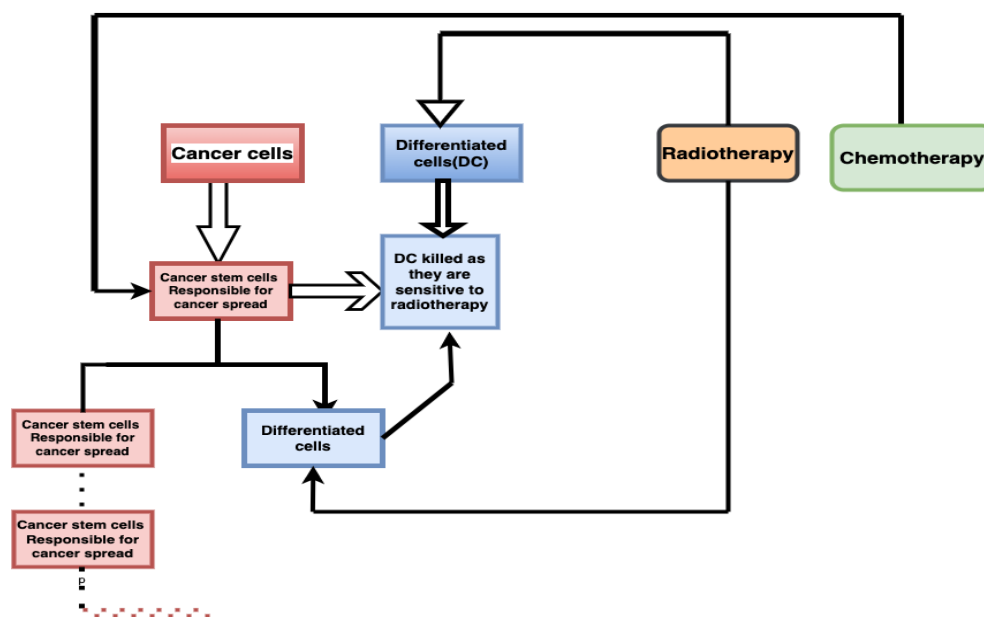 Cancer cells
Differentiated
cells(DC)
Radiotherapy
Chemotherapy
Cancer stem cells
Responsible for
cancer spread
DC killed as
they are
sensitive to
radiotherapy
Cancer stem cells
Responsible for
cancer spread
Differentiated
cells
Cancer stem cells
Responsible for
cancer spread
p